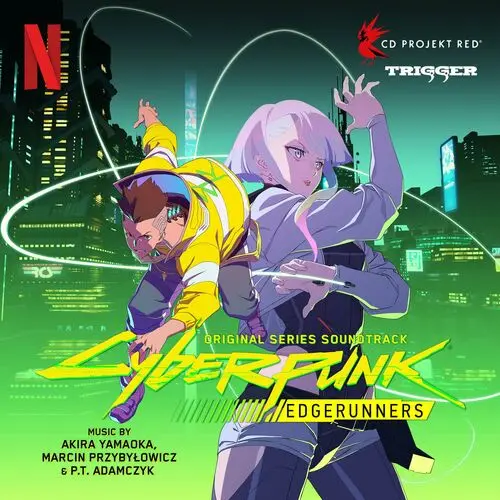 N
CD PROJEKT RED®
TRIGGER
ORIGINAL SERIES SOUNDTRACK
CYBERPUNK
EDGERUNNERS
MUSIC BY
AKIRA YAMAOKA,
MARCIN PRZYBYŁOWICZ
& P.T. ADAMCZYK